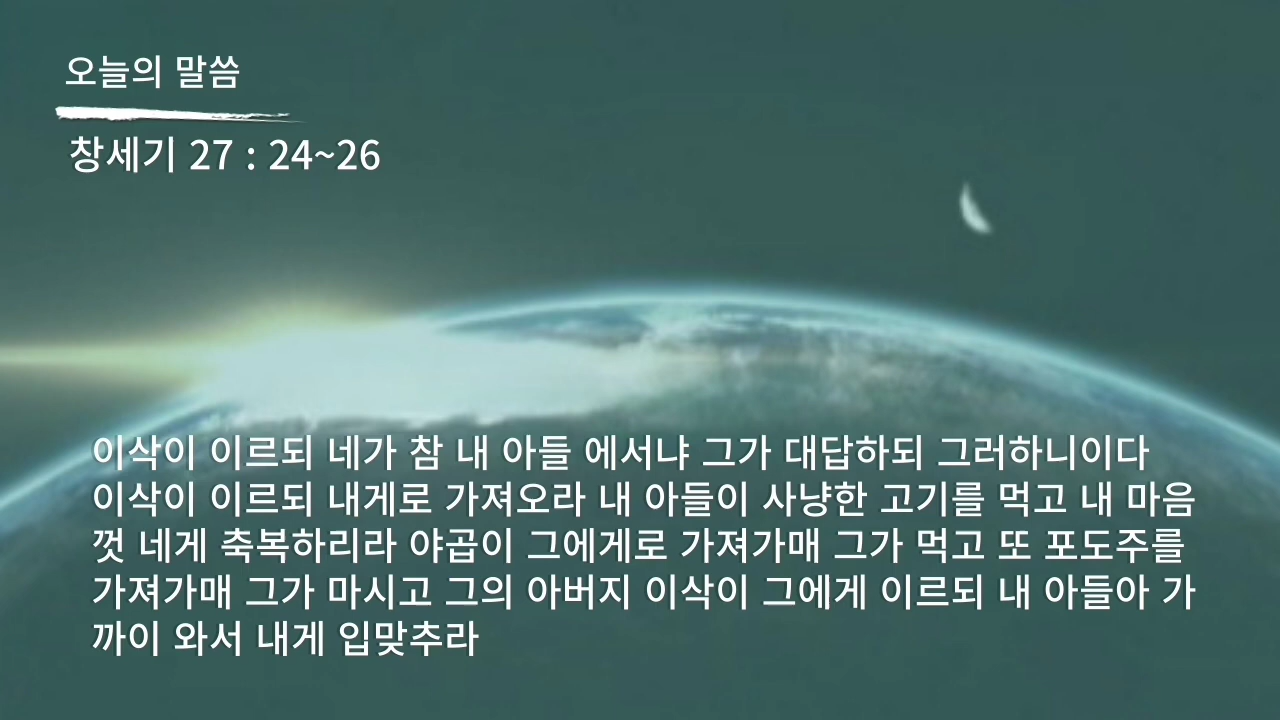 오늘의 말씀
창세기 27 : 24~26
이삭이 이르되 네가 참 내 아들 에서냐 그가 대답하되 그러하니이다
이삭이 이르되 내게로 가져오라 내 아들이 사냥한 고기를 먹고 내 마음
껏 네게 축복하리라 야곱이 그에게로 가져가매 그가 먹고 또 포도주를
가져가매 그가 마시고 그의 아버지 이삭이 그에게 이르되 내 아들아 가
까이 와서 내게 입맞추라